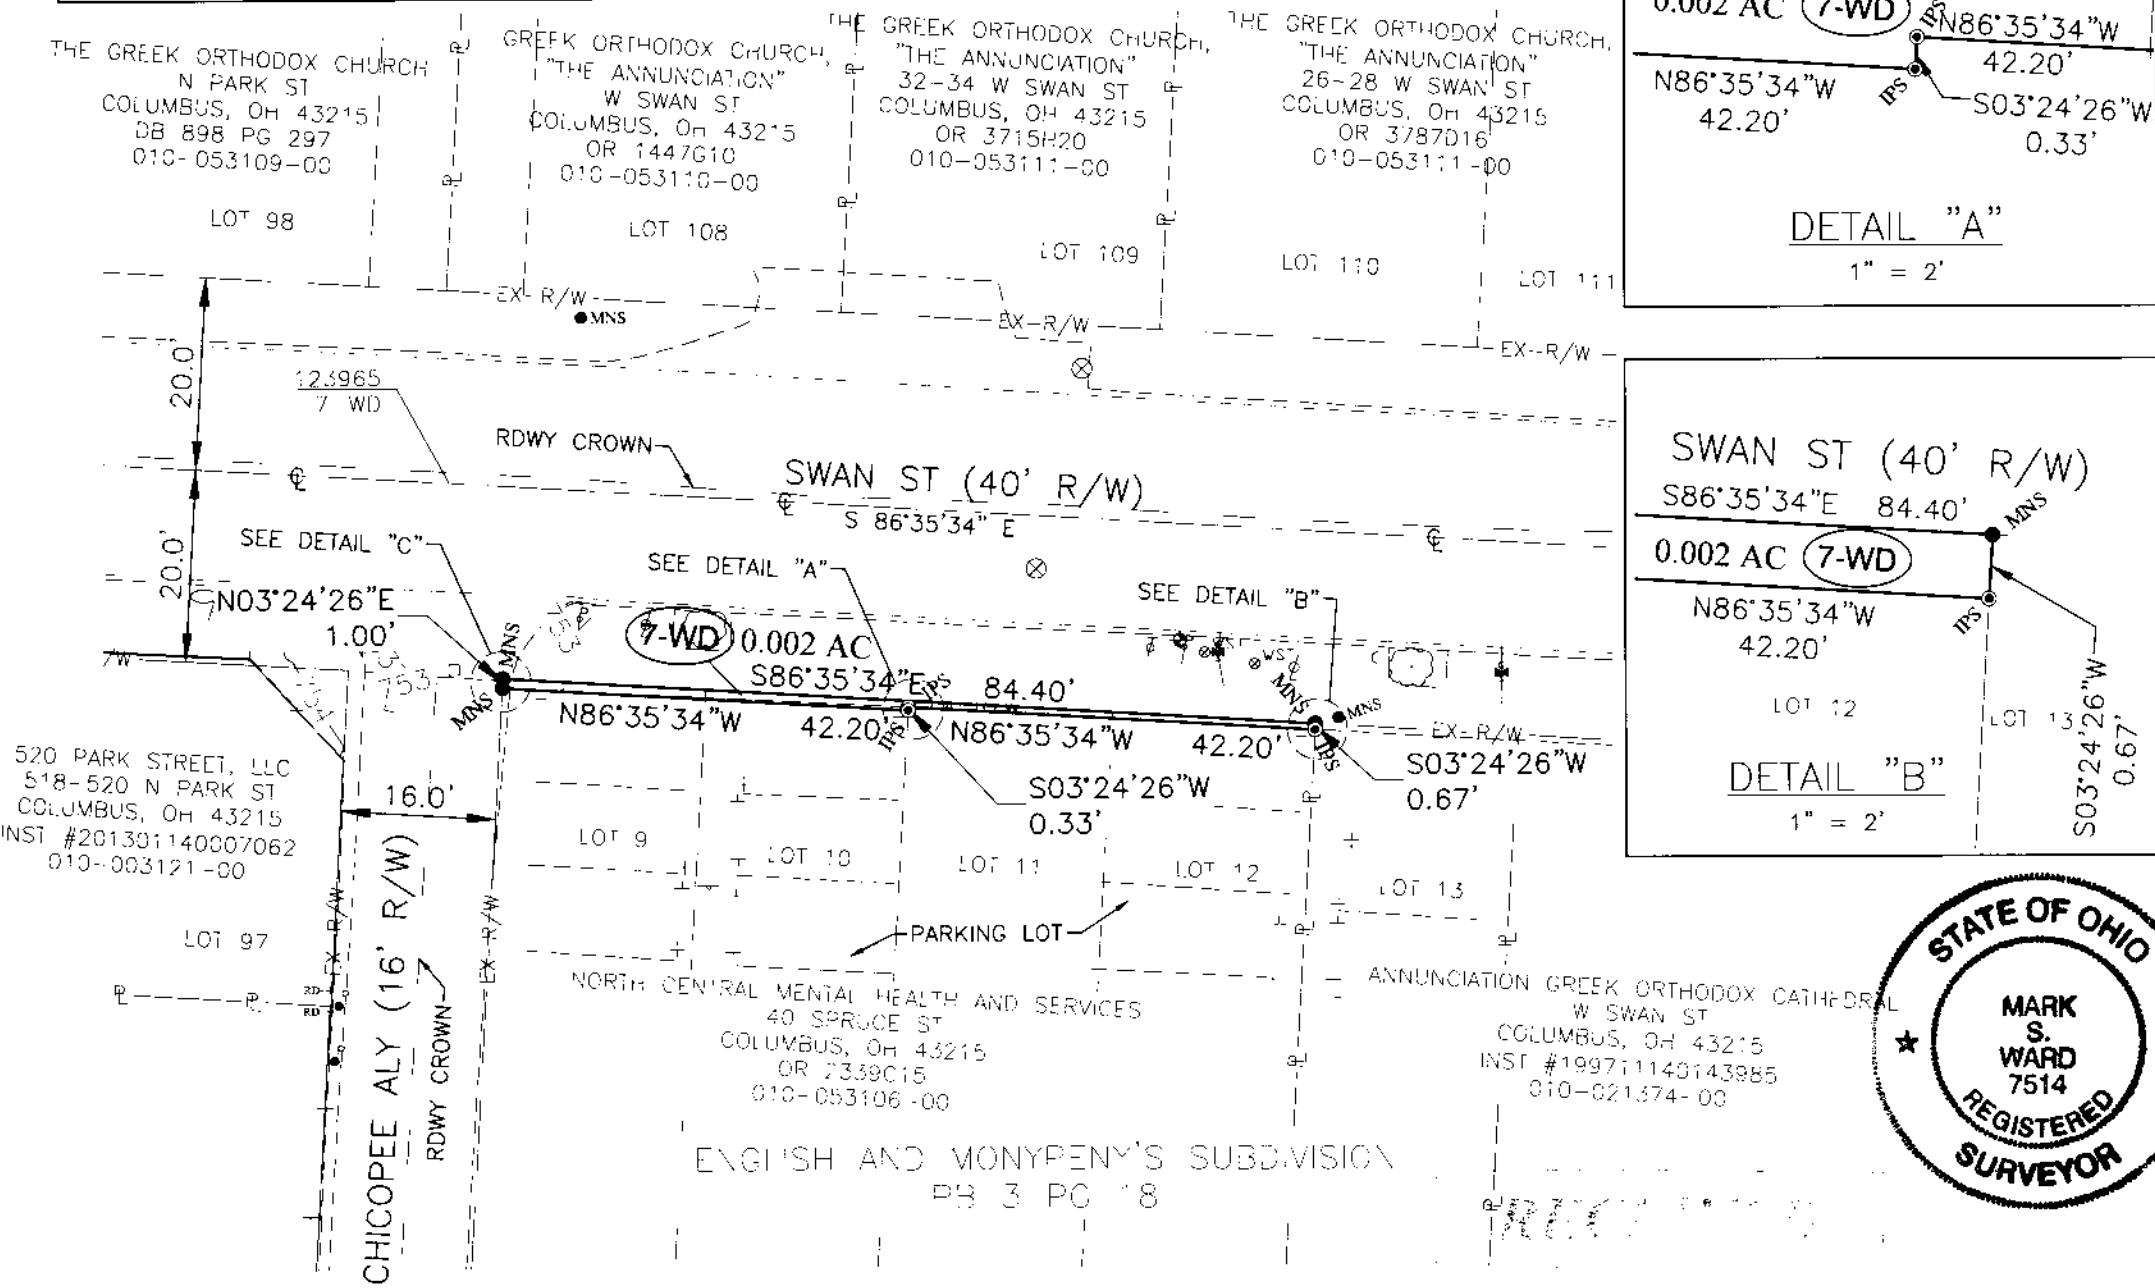 THE GREEK ORTHODOX CHURCH
N PARK ST
COLUMBUS, OH 43215
DB 898 PG 297
010-053109-00
LOT 98
GREEK ORTHODOX CHURCH,
"THE ANNUNCIATION"
W SWAN ST
COLUMBUS, OH 43215
OR 1447G10
010-053110-00
LOT 108
THE GREEK ORTHODOX CHURCH,
"THE ANNUNCIATION"
32-34 W SWAN ST
COLUMBUS, OH 43215
OR 3715H20
010-053111-00
LOT 109
THE GREEK ORTHODOX CHURCH,
"THE ANNUNCIATION"
26-28 W SWAN ST
COLUMBUS, OH 43215
OR 3787D16
010-053111-00
LOT 110
LOT 111
0.002 AC 7-WD
IPS
N86°35'34"W
42.20'
N86°35'34"W
42.20'
IPS
S03°24'26"W
0.33'
DETAIL "A"
1" = 2'
EX-R/W
MNS
EX-R/W
EX-R/W
20.0'
123965
7 WD
RDWY CROWN
SWAN ST (40' R/W)
S 86°35'34" E
20.0'
SEE DETAIL "C"
SEE DETAIL "A"
SEE DETAIL "B"
N03°24'26"E
1.00'
MNS
MNS
7-WD 0.002 AC
S86°35'34"E 84.40'
IPS
N86°35'34"W 42.20'
IPS
N86°35'34"W 42.20'
WS
MNS
MNS
IPS
EX-R/W
S03°24'26"W
0.67'
S03°24'26"W
0.33'
753
520 PARK STREET, LLC
518-520 N PARK ST
COLUMBUS, OH 43215
INST #201301140007062
010-003121-00
LOT 97
16.0'
CHICOPEE ALY (16' R/W)
RDWY CROWN
EX R/W
EX R/W
RD
RD
LOT 9
LOT 10
LOT 11
LOT 12
LOT 13
PARKING LOT
NORTH CENTRAL MENTAL HEALTH AND SERVICES
40 SPRUCE ST
COLUMBUS, OH 43215
OR 2339C15
010-053106-00
ANNUNCIATION GREEK ORTHODOX CATHEDRAL
W SWAN ST
COLUMBUS, OH 43215
INST #199711140143985
010-021374-00
ENGLISH AND MONYPENY'S SUBDIVISION
PB 3 PG 18
SWAN ST (40' R/W)
S86°35'34"E 84.40'
MNS
0.002 AC 7-WD
N86°35'34"W
42.20'
IPS
LOT 12
LOT 13
S03°24'26"W
0.67'
DETAIL "B"
1" = 2'
STATE OF OHIO
MARK
S.
WARD
7514
REGISTERED
SURVEYOR